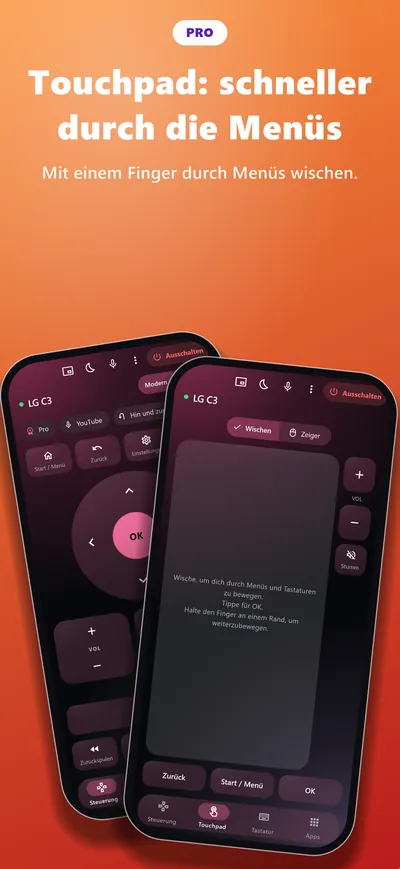 PRO
Touchpad: schneller
durch die Menüs
Mit einem Finger durch Menüs wischen.
Ausschalten
LG C3
Modern
Pro
YouTube
Hin und
Start / Menü
Zurück
OK
VOL
Zurückspulen
Steuerung
Ausschalten
LG C3
Wischen
Zeiger
VOL
Stumm
Wische, um dich durch Menüs und Tastaturen
zu bewegen.
Tippe für OK.
Halte den Finger an einem Rand, um
weiterzubewegen.
Zurück
Start / Menü
OK
Steuerung
Touchpad
Tastatur
Apps